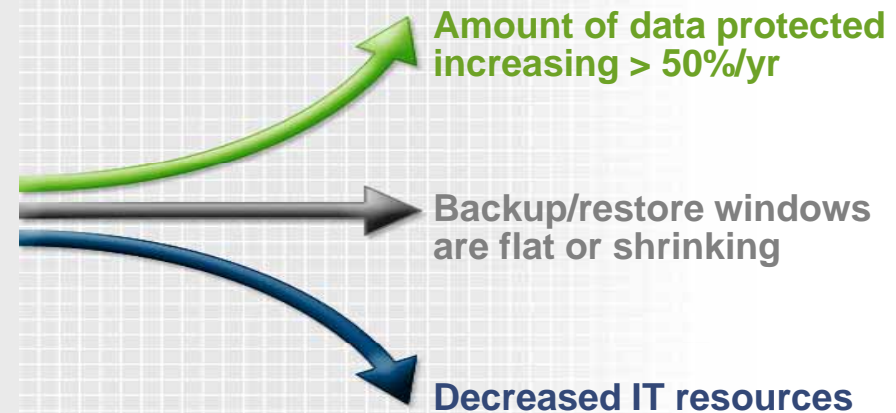 Amount of data protected
increasing > 50%/yr
Backup/restore windows
are flat or shrinking
Decreased IT resources